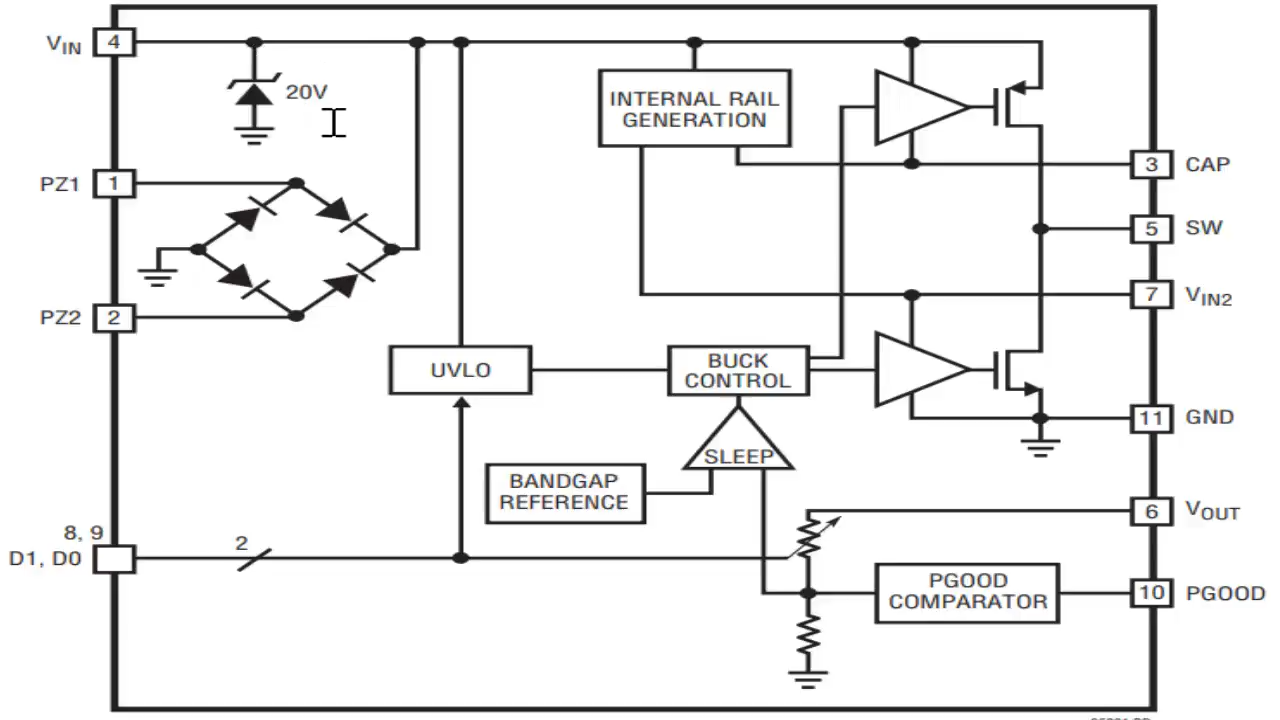 VIN
4
20V
INTERNAL RAIL
GENERATION
PZ1
1
3
CAP
5
SW
PZ2
2
7
VIN2
UVLO
BUCK
CONTROL
11
GND
SLEEP
BANDGAP
REFERENCE
6
VOUT
8, 9
D1, D0
2
PGOOD
COMPARATOR
10
PGOOD